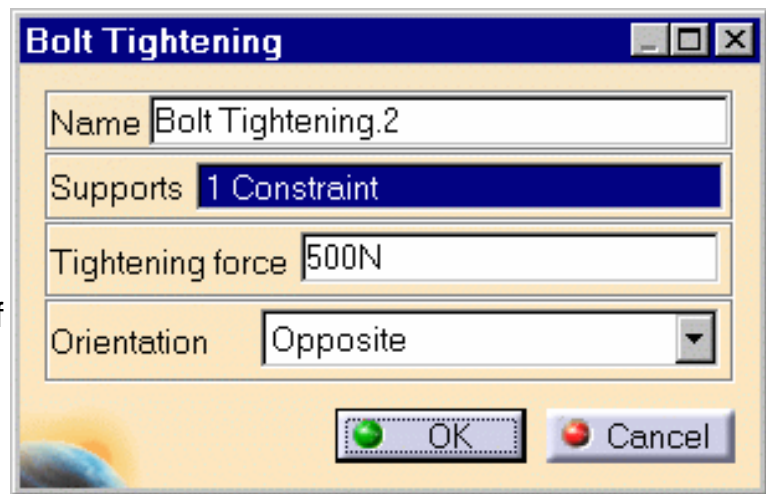 Bolt Tightening
Name Bolt Tightening.2
Supports 1 Constraint
Tightening force 500N
f
Orientation Opposite
OK Cancel